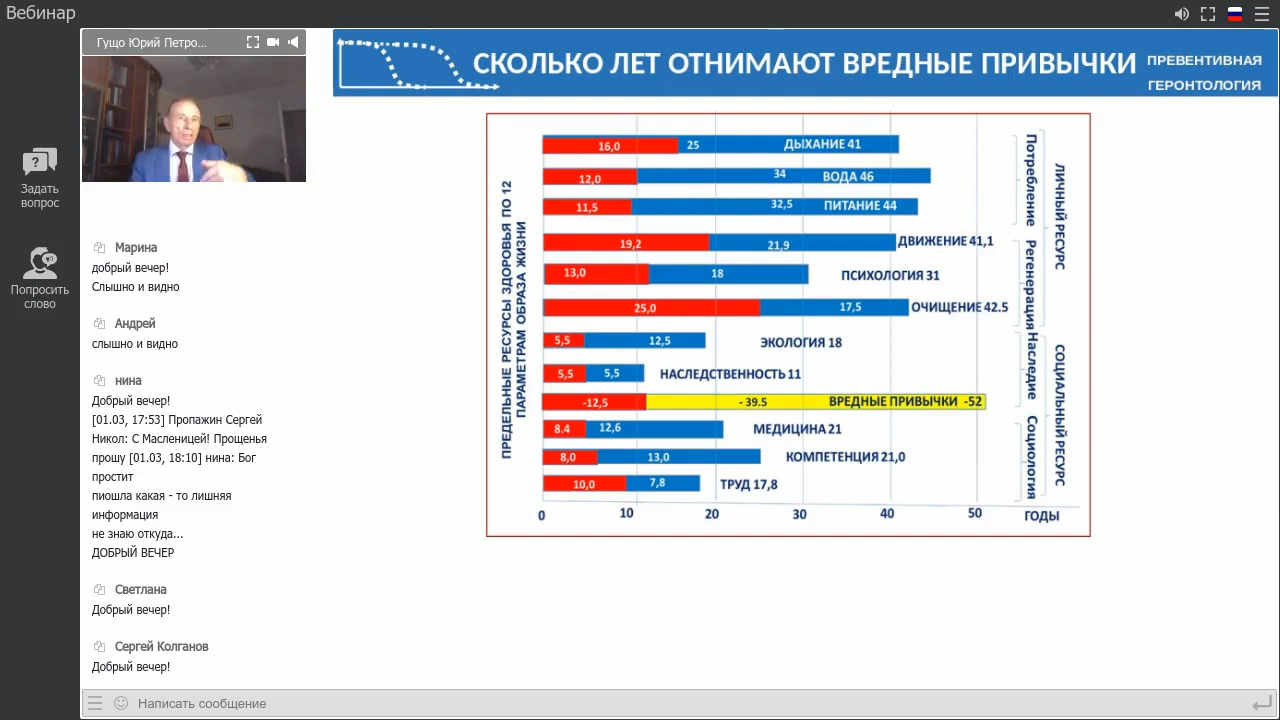 Вебинар
Гущо Юрий Петро...
Задать
вопрос
Попросить
слово
Марина
добрый вечер!
Слышно и видно
Андрей
слышно и видно
нина
Добрый вечер!
[01.03, 17:53] Пропажин Сергей
Никол: С Масленицей! Прощенья
прошу [01.03, 18:10] нина: Бог
простит
пиошла какая - то лишняя
информация
не знаю откуда...
ДОБРЫЙ ВЕЧЕР
Светлана
Добрый вечер!
Сергей Колганов
Добрый вечер!
Написать сообщение
СКОЛЬКО ЛЕТ ОТНИМАЮТ ВРЕДНЫЕ ПРИВЫЧКИ
ПРЕВЕНТИВНАЯ
ГЕРОНТОЛОГИЯ
ПРЕДЕЛЬНЫЕ РЕСУРСЫ ЗДОРОВЬЯ ПО 12
ПАРАМЕТРАМ ОБРАЗА ЖИЗНИ
16,0 25 ДЫХАНИЕ 41
12,0 34 ВОДА 46
11,5 32,5 ПИТАНИЕ 44
19,2 21,9 ДВИЖЕНИЕ 41,1
13,0 18 ПСИХОЛОГИЯ 31
25,0 17,5 ОЧИЩЕНИЕ 42.5
5,5 12,5 ЭКОЛОГИЯ 18
5,5 5,5 НАСЛЕДСТВЕННОСТЬ 11
-12,5 - 39.5 ВРЕДНЫЕ ПРИВЫЧКИ -52
8.4 12,6 МЕДИЦИНА 21
8,0 13,0 КОМПЕТЕНЦИЯ 21,0
10,0 7,8 ТРУД 17,8
0 10 20 30 40 50 ГОДЫ
Потребление
Регенерация
Наследие
Социология
ЛИЧНЫЙ РЕСУРС
СОЦИАЛЬНЫЙ РЕСУРС